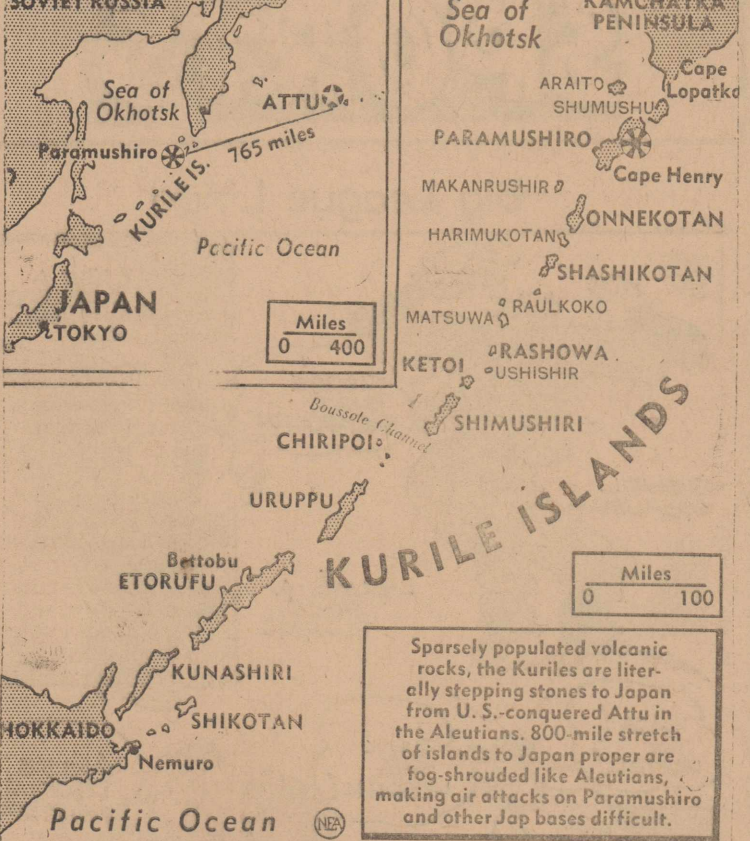 SOVIET RUSSIA
Sea of
Okhotsk
ATTU
Paramushiro
765 miles
KURILE IS.
Pacific Ocean
JAPAN
TOKYO
Miles
0 400
Sea of
Okhotsk
KAMCHATKA
PENINSULA
Cape
Lopatka
ARAITO
SHUMUSHU
PARAMUSHIRO
Cape Henry
MAKANRUSHIR
ONNEKOTAN
HARIMUKOTAN
SHASHIKOTAN
RAULKOKO
MATSUWA
RASHOWA
KETOI
USHISHIR
Boussole Channel
SHIMUSHIRI
CHIRIPOI
URUPPU
KURILE ISLANDS
Bettobu
ETORUFU
Miles
0 100
KUNASHIRI
SHIKOTAN
HOKKAIDO
Nemuro
Pacific Ocean
NEA
Sparsely populated volcanic
rocks, the Kuriles are liter-
ally stepping stones to Japan
from U. S.-conquered Attu in
the Aleutians. 800-mile stretch
of islands to Japan proper are
fog-shrouded like Aleutians,
making air attacks on Paramushiro
and other Jap bases difficult.